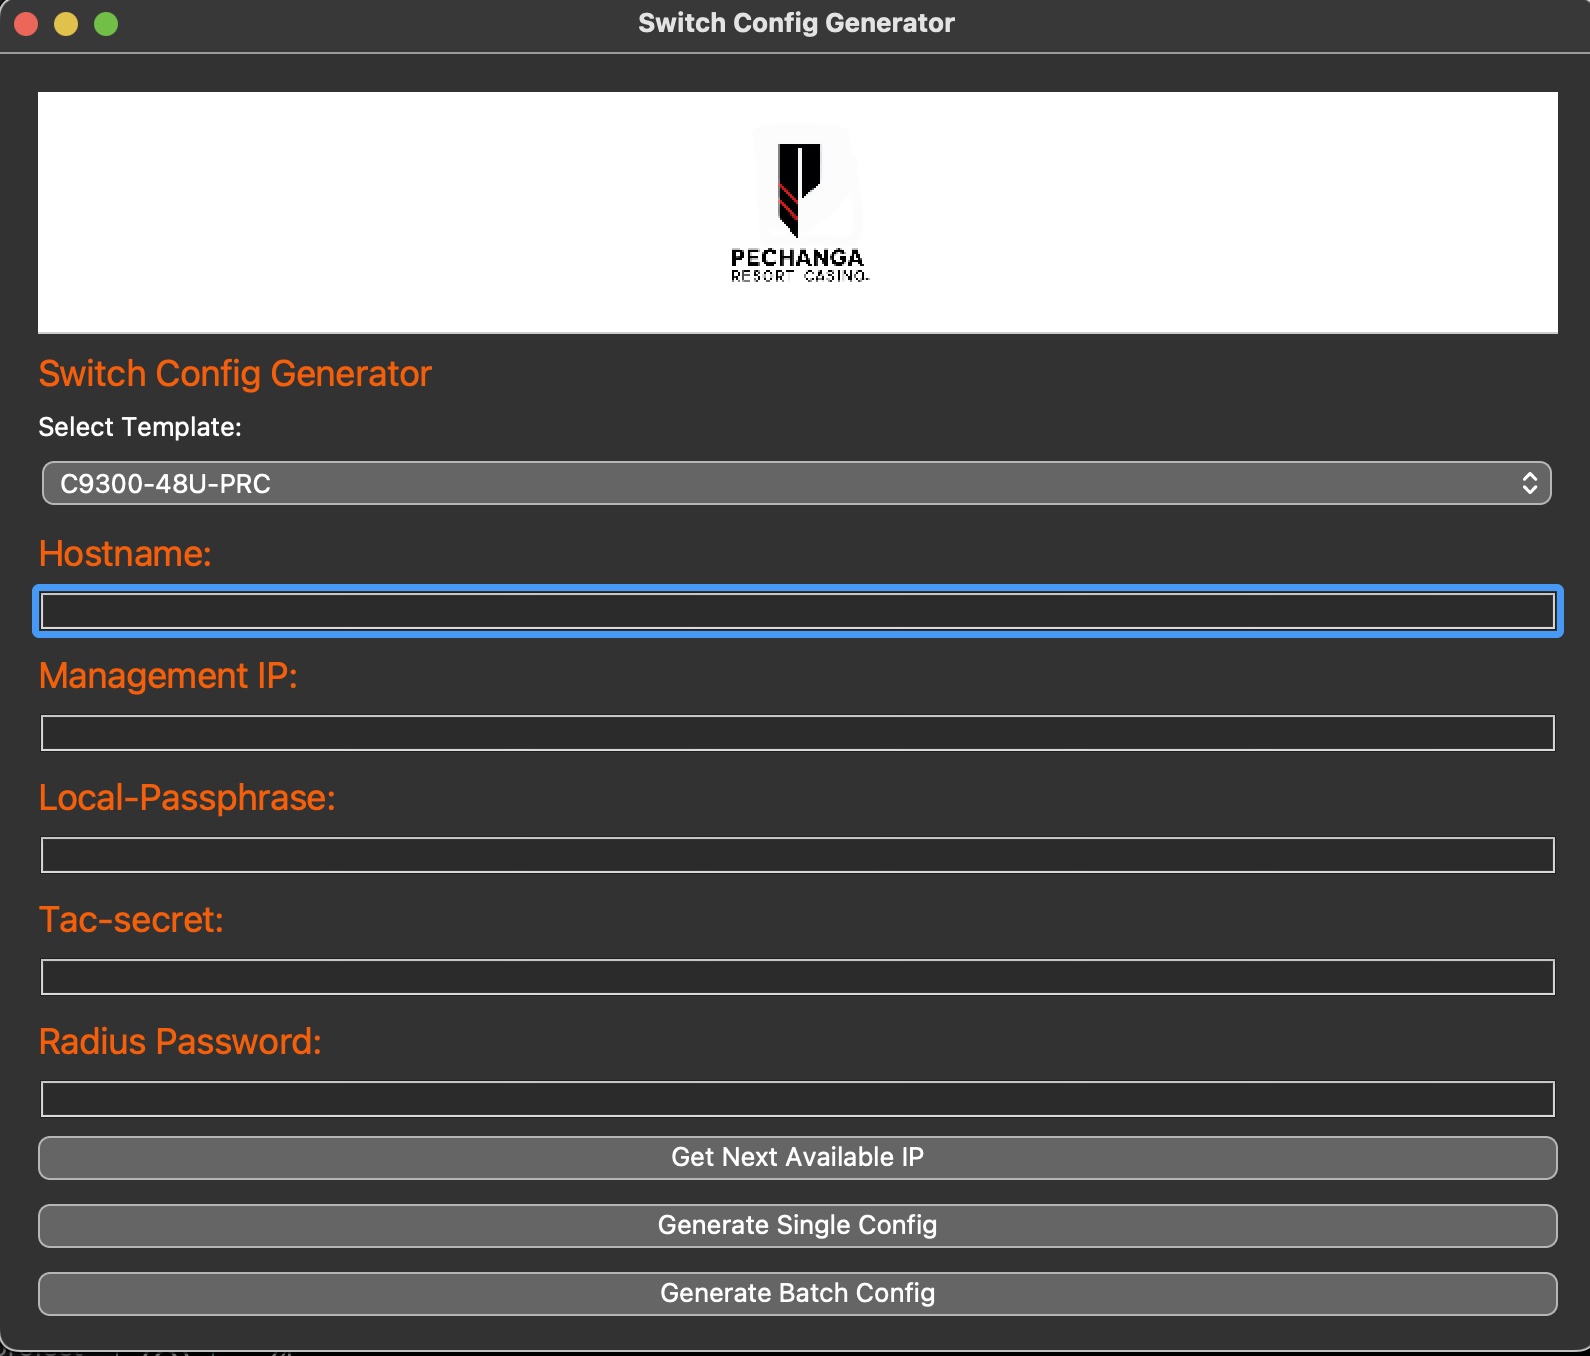 Switch Config Generator
PECHANGA
RESORT CASINO
Switch Config Generator
Select Template:
C9300-48U-PRC
Hostname:
Management IP:
Local-Passphrase:
Tac-secret:
Radius Password:
Get Next Available IP
Generate Single Config
Generate Batch Config